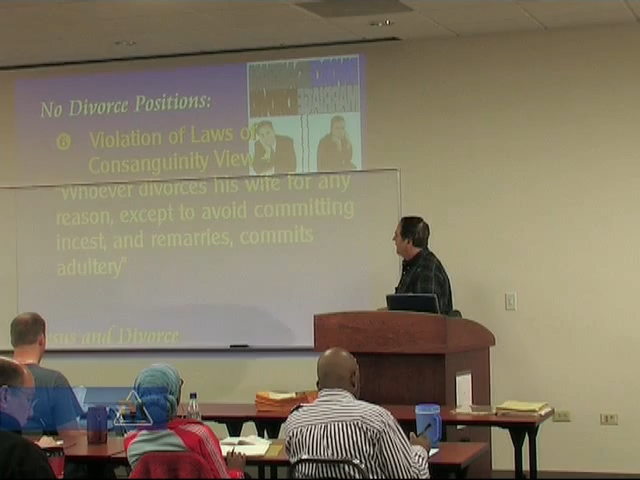 No Divorce Positions:
6 Violation of Laws of
Consanguinity View
"Whoever divorces his wife for any
reason, except to avoid committing
incest, and remarries, commits
adultery"
and Divorce